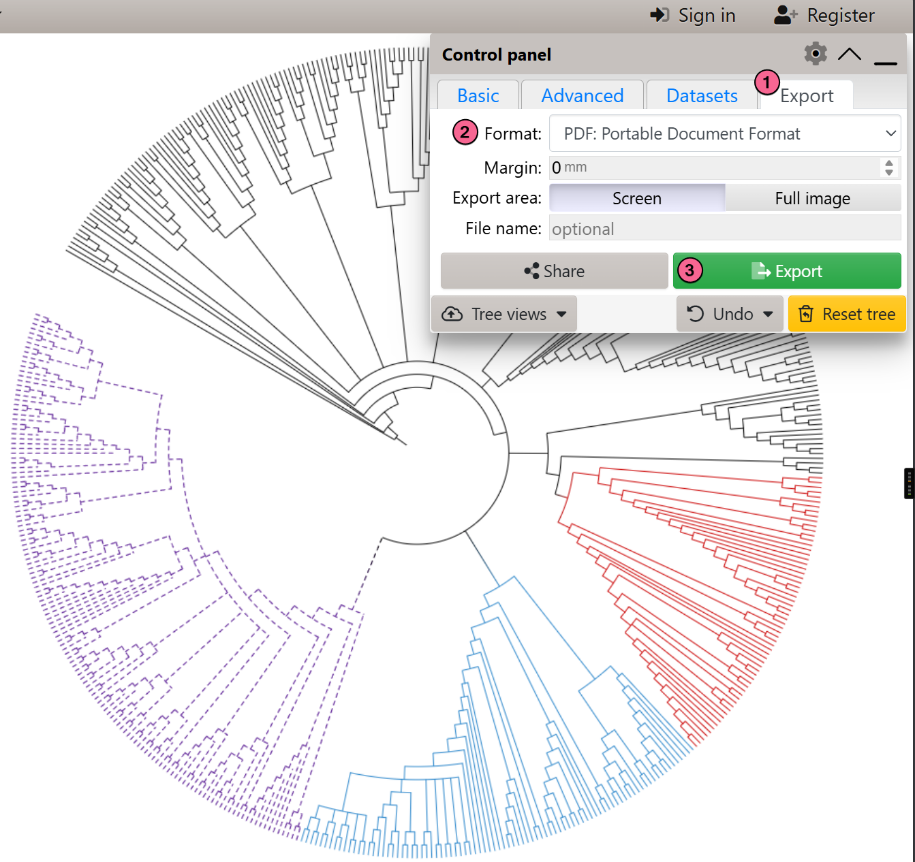 Sign in Register
Control panel
Basic Advanced Datasets 1 Export
2 Format: PDF: Portable Document Format
Margin: 0 mm
Export area: Screen Full image
File name: optional
Share 3 Export
Tree views Undo Reset tree